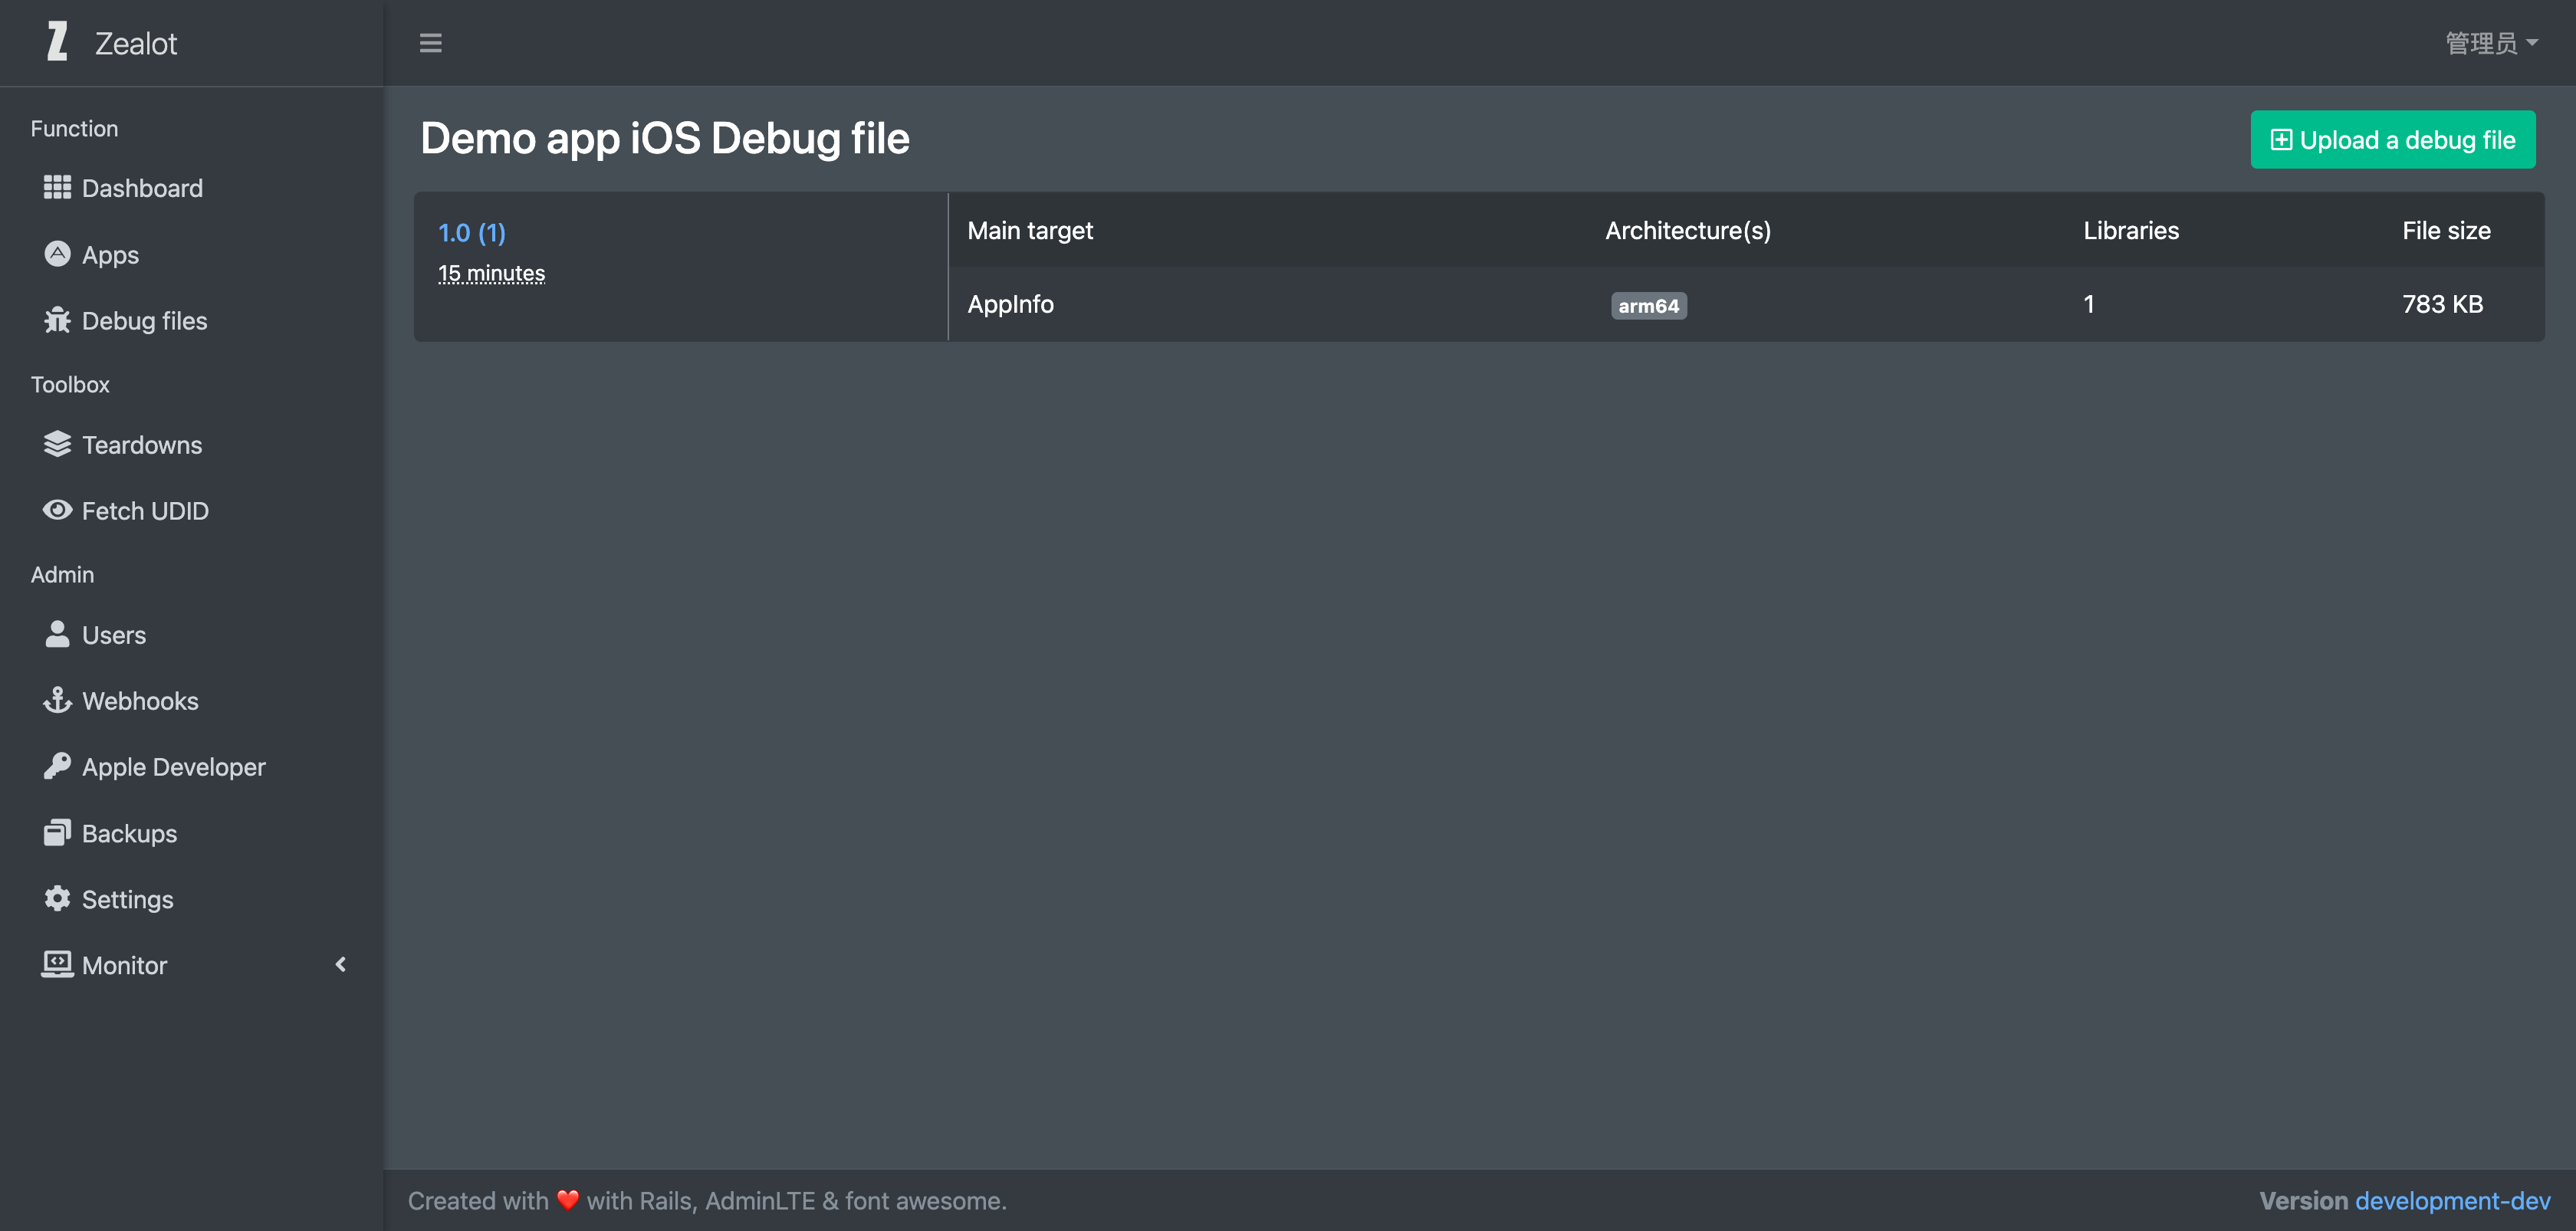 Zealot
管理员
Function
Dashboard
Apps
Debug files
Toolbox
Teardowns
Fetch UDID
Admin
Users
Webhooks
Apple Developer
Backups
Settings
Monitor
Demo app iOS Debug file
Upload a debug file
1.0 (1)
15 minutes
Main target Architecture(s) Libraries File size
AppInfo arm64 1 783 KB
Created with ❤️ with Rails, AdminLTE & font awesome.
Version development-dev